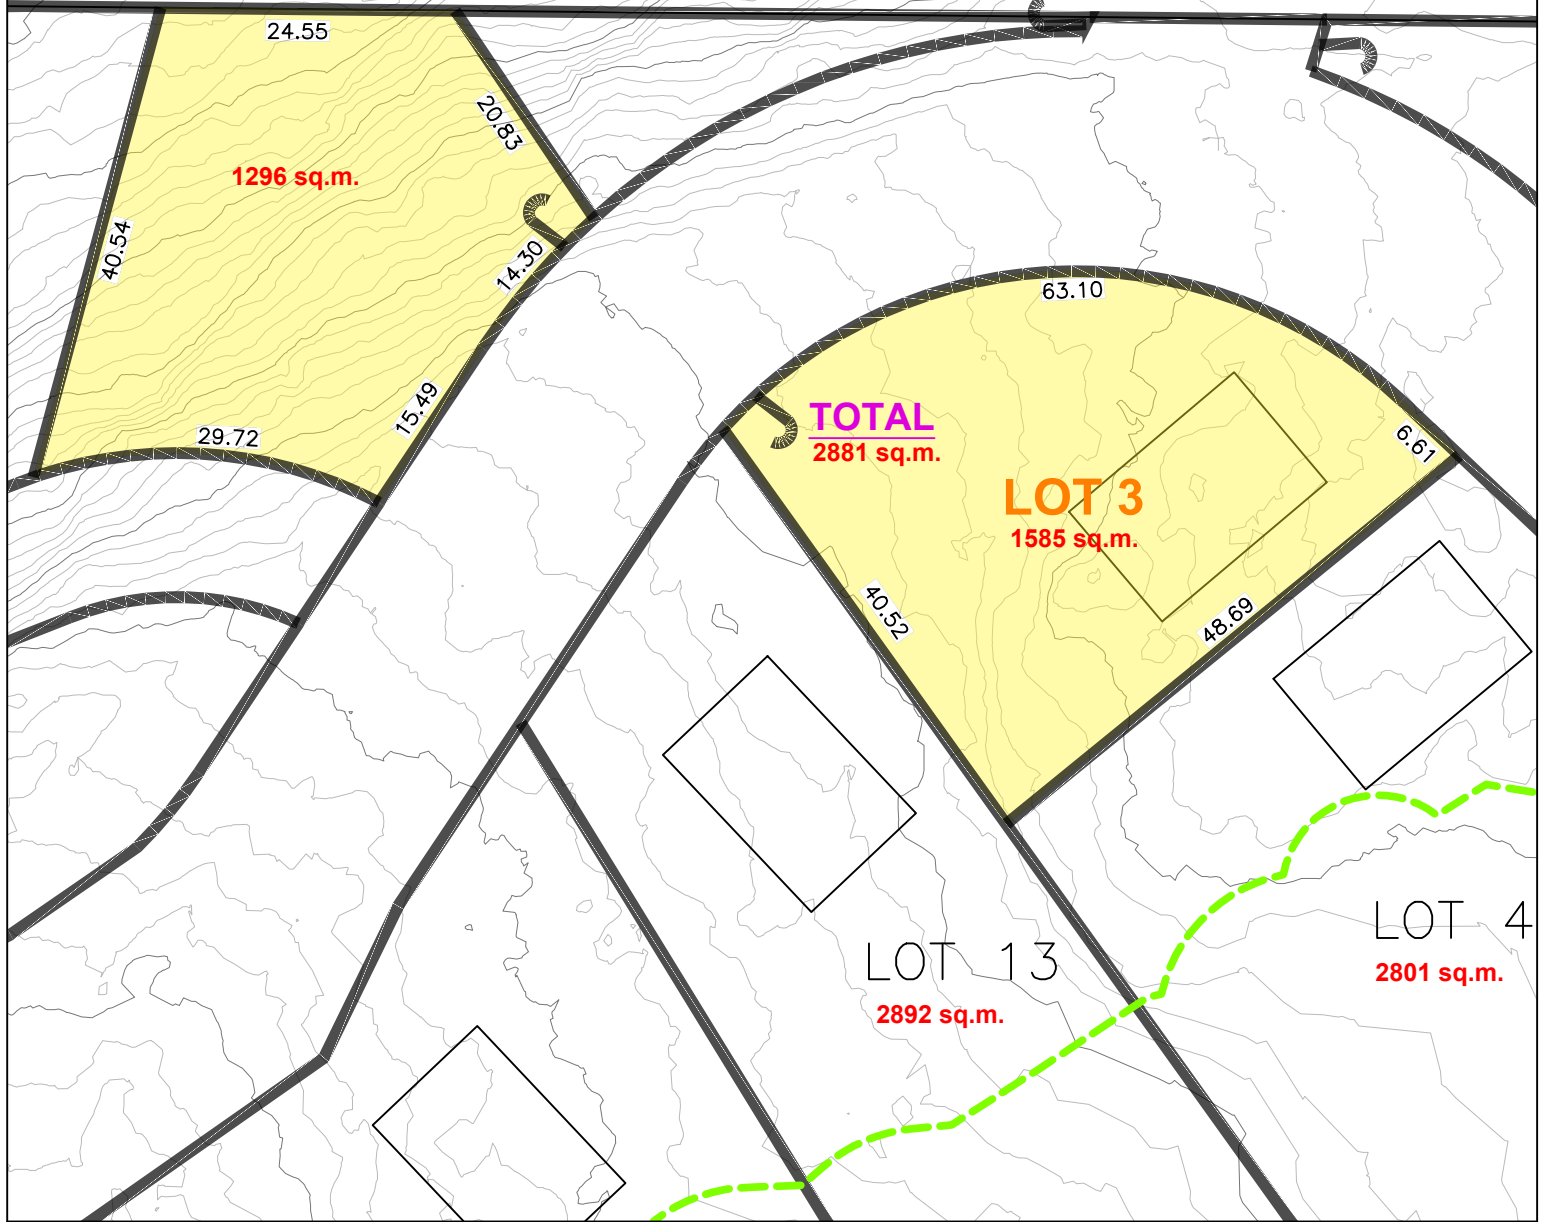 24.55
20.83
1296 sq.m.
40.54
14.30
63.10
15.49
29.72
TOTAL
2881 sq.m.
6.61
LOT 3
1585 sq.m.
40.52
48.69
LOT 4
2801 sq.m.
LOT 13
2892 sq.m.